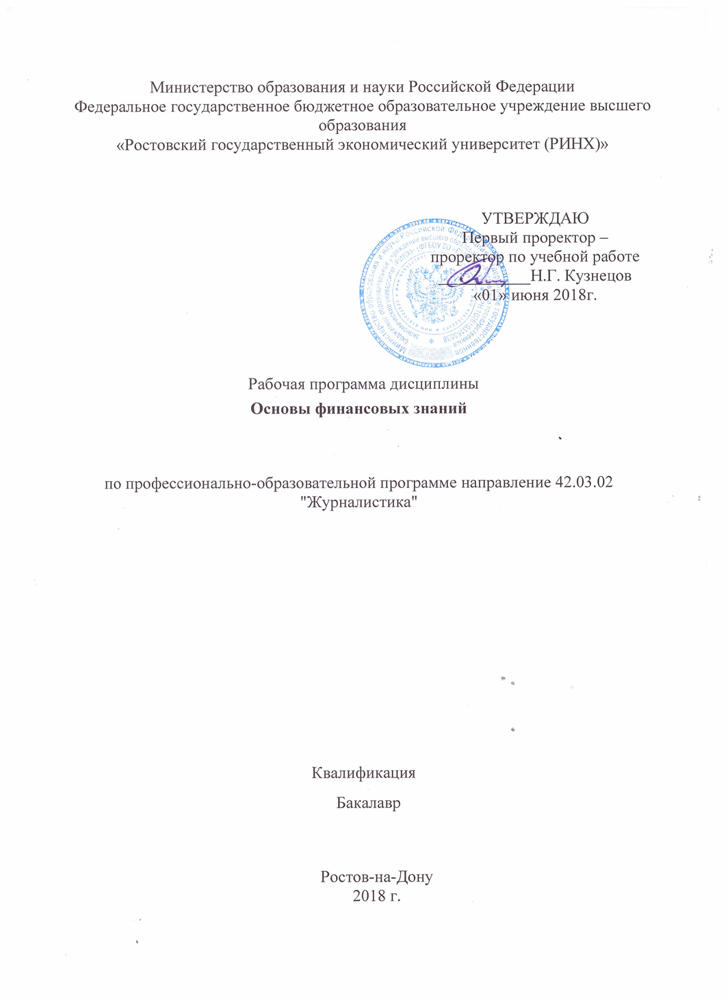 Министерство образования и науки Российской Федерации
Федеральное государственное бюджетное образовательное учреждение высшего
образования
«Ростовский государственный экономический университет (РИНХ)»
УТВЕРЖДАЮ
Первый проректор –
проректор по учебной работе
Н.Г. Кузнецов
«01» июня 2018г.
Рабочая программа дисциплины
Основы финансовых знаний
по профессионально-образовательной программе направление 42.03.02
"Журналистика"
Квалификация
Бакалавр
Ростов-на-Дону
2018 г.